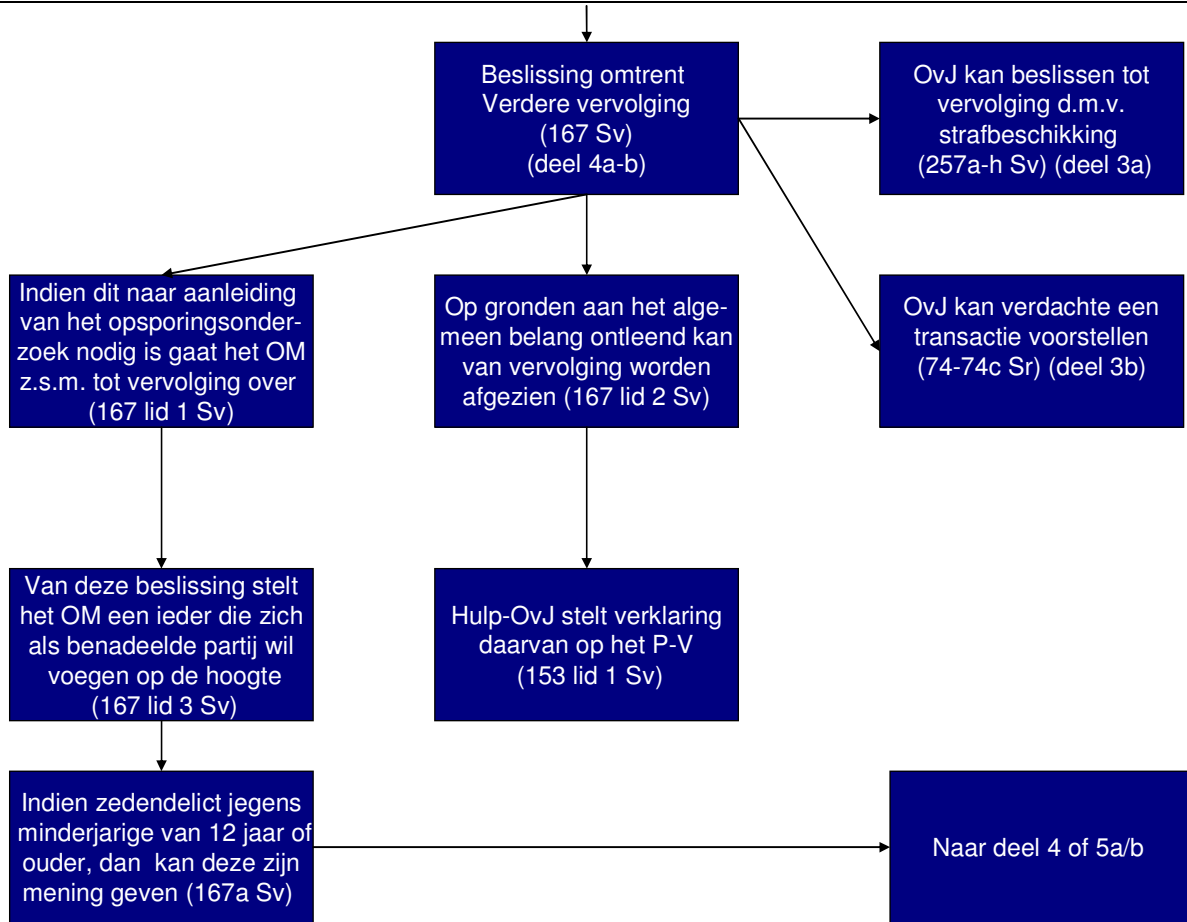 Beslissing omtrent
Verdere vervolging
(167 Sv)
(deel 4a-b)
OvJ kan beslissen tot
vervolging d.m.v.
strafbeschikking
(257a-h Sv) (deel 3a)
Indien dit naar aanleiding
van het opsporingsonder-
zoek nodig is gaat het OM
z.s.m. tot vervolging over
(167 lid 1 Sv)
Op gronden aan het alge-
meen belang ontleend kan
van vervolging worden
afgezien (167 lid 2 Sv)
OvJ kan verdachte een
transactie voorstellen
(74-74c Sr) (deel 3b)
Van deze beslissing stelt
het OM een ieder die zich
als benadeelde partij wil
voegen op de hoogte
(167 lid 3 Sv)
Hulp-OvJ stelt verklaring
daarvan op het P-V
(153 lid 1 Sv)
Indien zedendelict jegens
minderjarige van 12 jaar of
ouder, dan kan deze zijn
mening geven (167a Sv)
Naar deel 4 of 5a/b